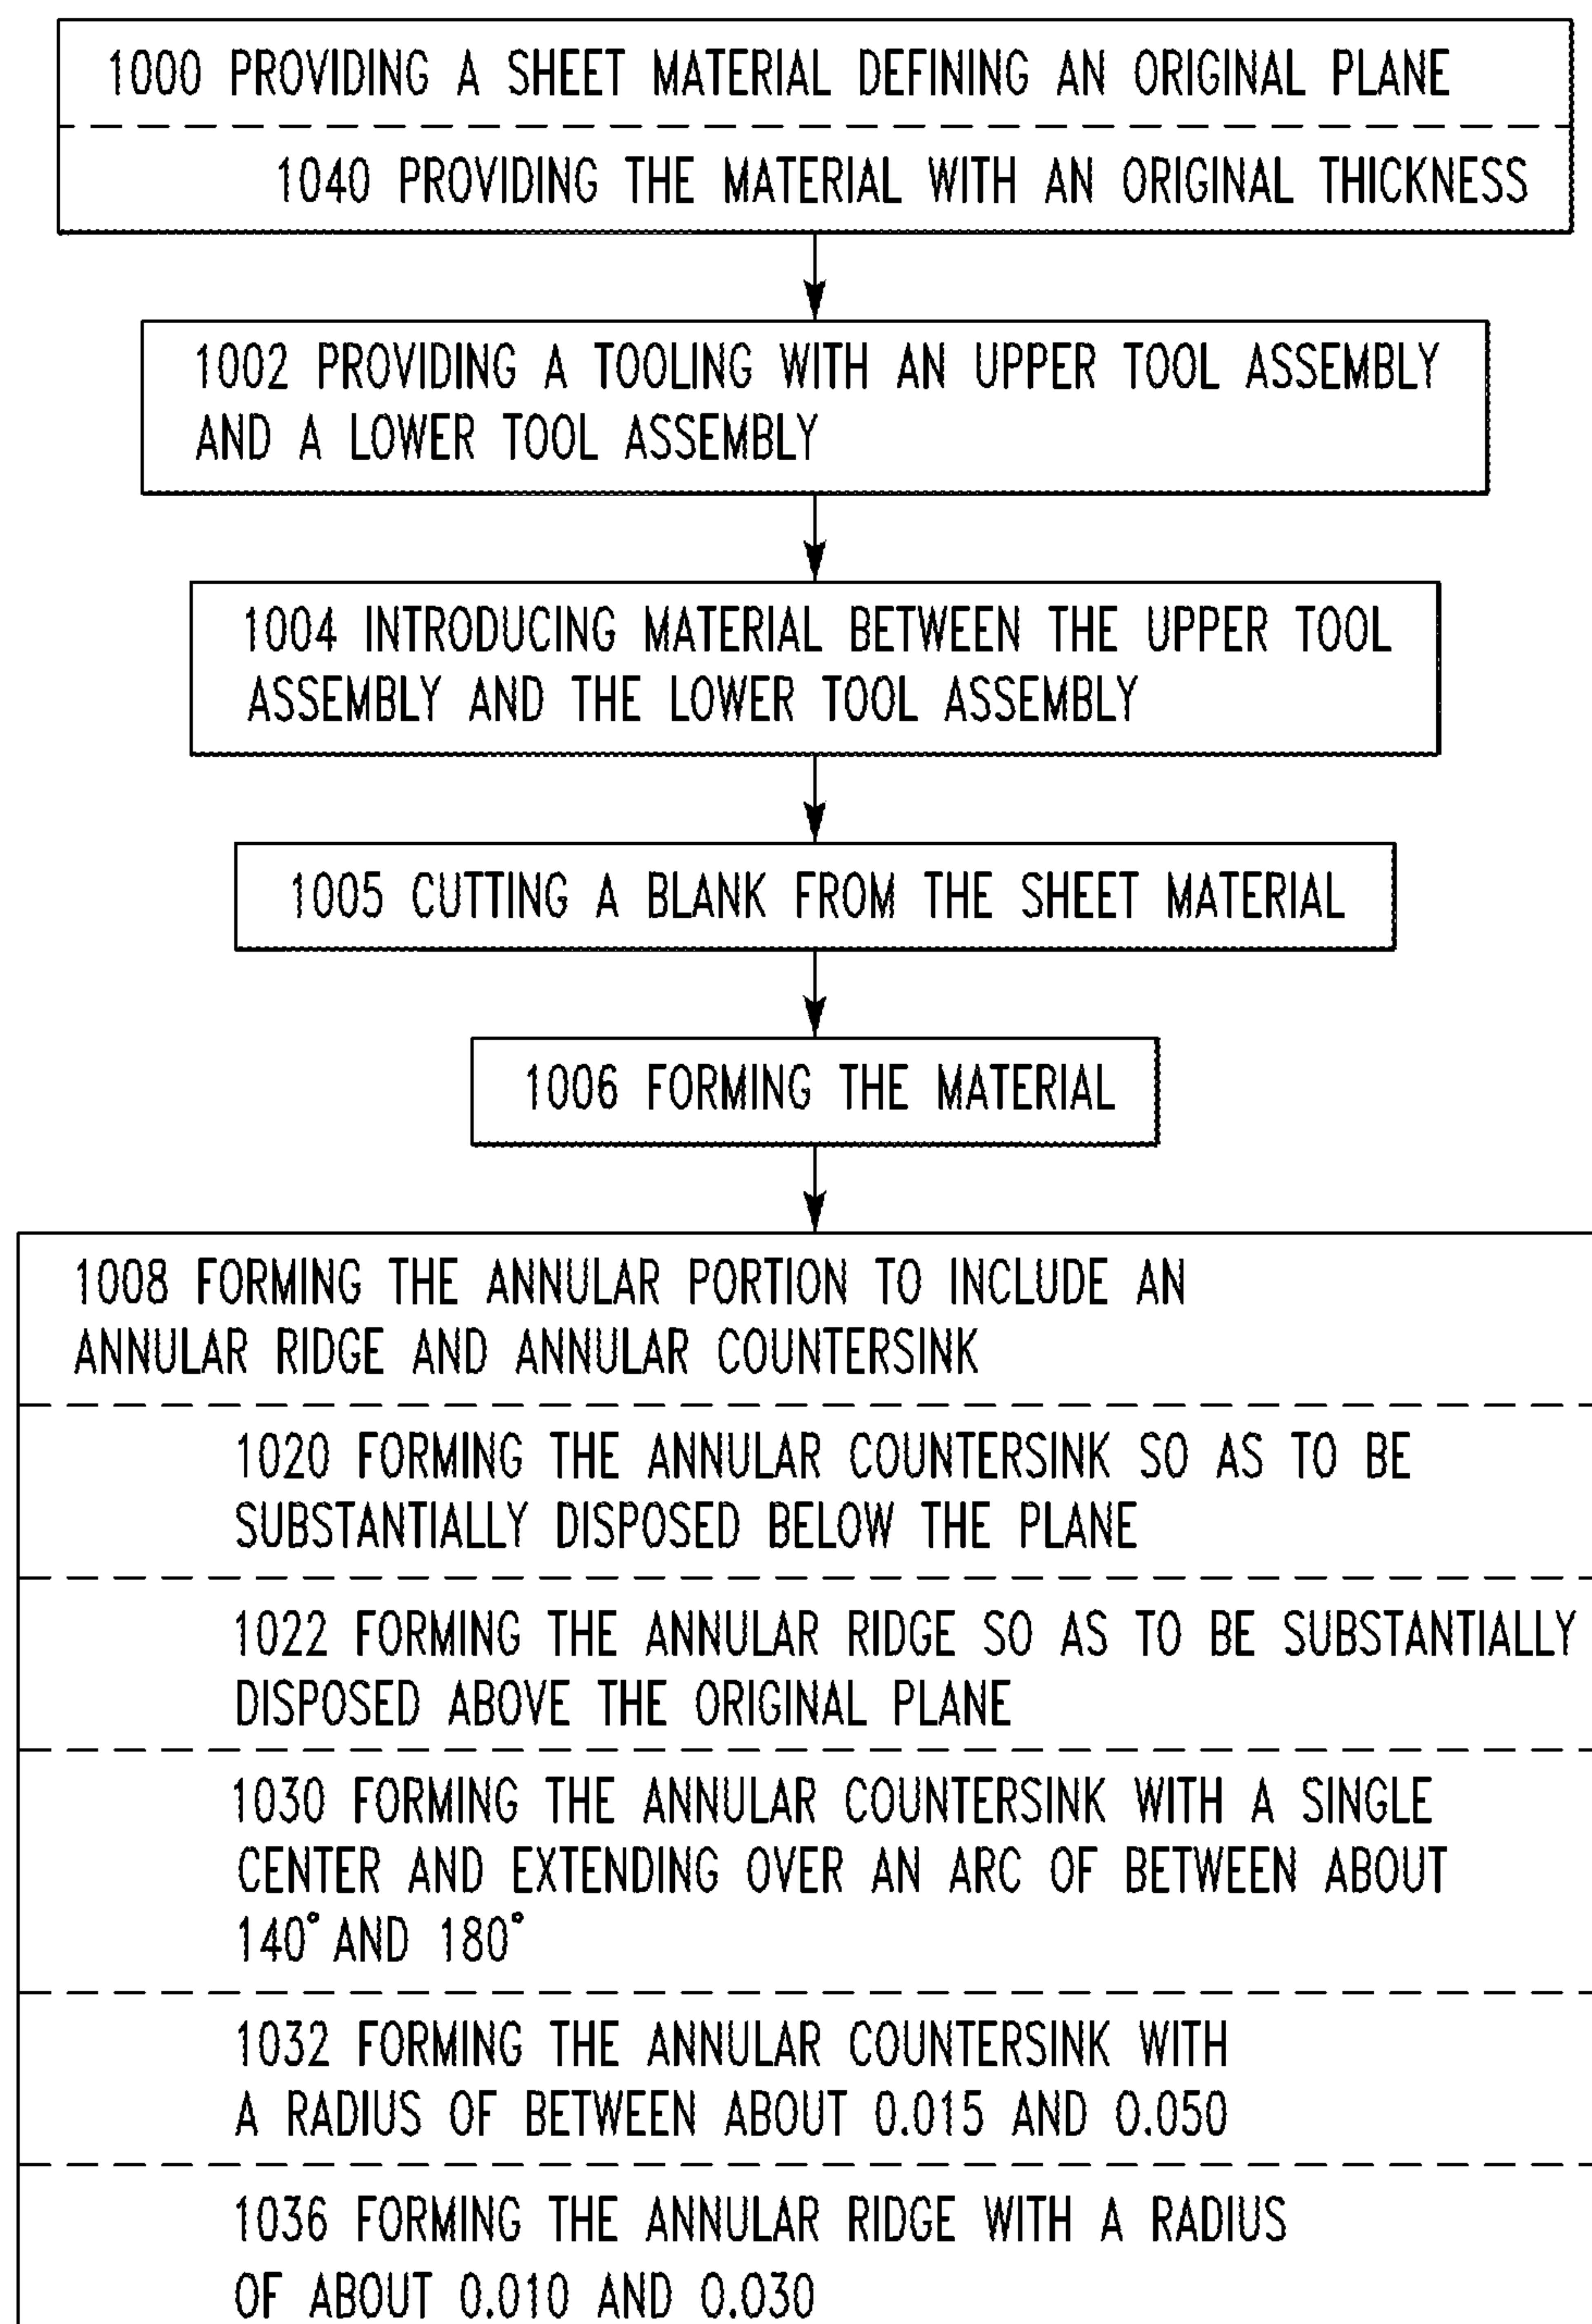 1000 PROVIDING A SHEET MATERIAL DEFINING AN ORIGINAL PLANE
1040 PROVIDING THE MATERIAL WITH AN ORIGINAL THICKNESS
1002 PROVIDING A TOOLING WITH AN UPPER TOOL ASSEMBLY
AND A LOWER TOOL ASSEMBLY
1004 INTRODUCING MATERIAL BETWEEN THE UPPER TOOL
ASSEMBLY AND THE LOWER TOOL ASSEMBLY
1005 CUTTING A BLANK FROM THE SHEET MATERIAL
1006 FORMING THE MATERIAL
1008 FORMING THE ANNULAR PORTION TO INCLUDE AN
ANNULAR RIDGE AND ANNULAR COUNTERSINK
1020 FORMING THE ANNULAR COUNTERSINK SO AS TO BE
SUBSTANTIALLY DISPOSED BELOW THE PLANE
1022 FORMING THE ANNULAR RIDGE SO AS TO BE SUBSTANTIALLY
DISPOSED ABOVE THE ORIGINAL PLANE
1030 FORMING THE ANNULAR COUNTERSINK WITH A SINGLE
CENTER AND EXTENDING OVER AN ARC OF BETWEEN ABOUT
140° AND 180°
1032 FORMING THE ANNULAR COUNTERSINK WITH
A RADIUS OF BETWEEN ABOUT 0.015 AND 0.050
1036 FORMING THE ANNULAR RIDGE WITH A RADIUS
OF ABOUT 0.010 AND 0.030